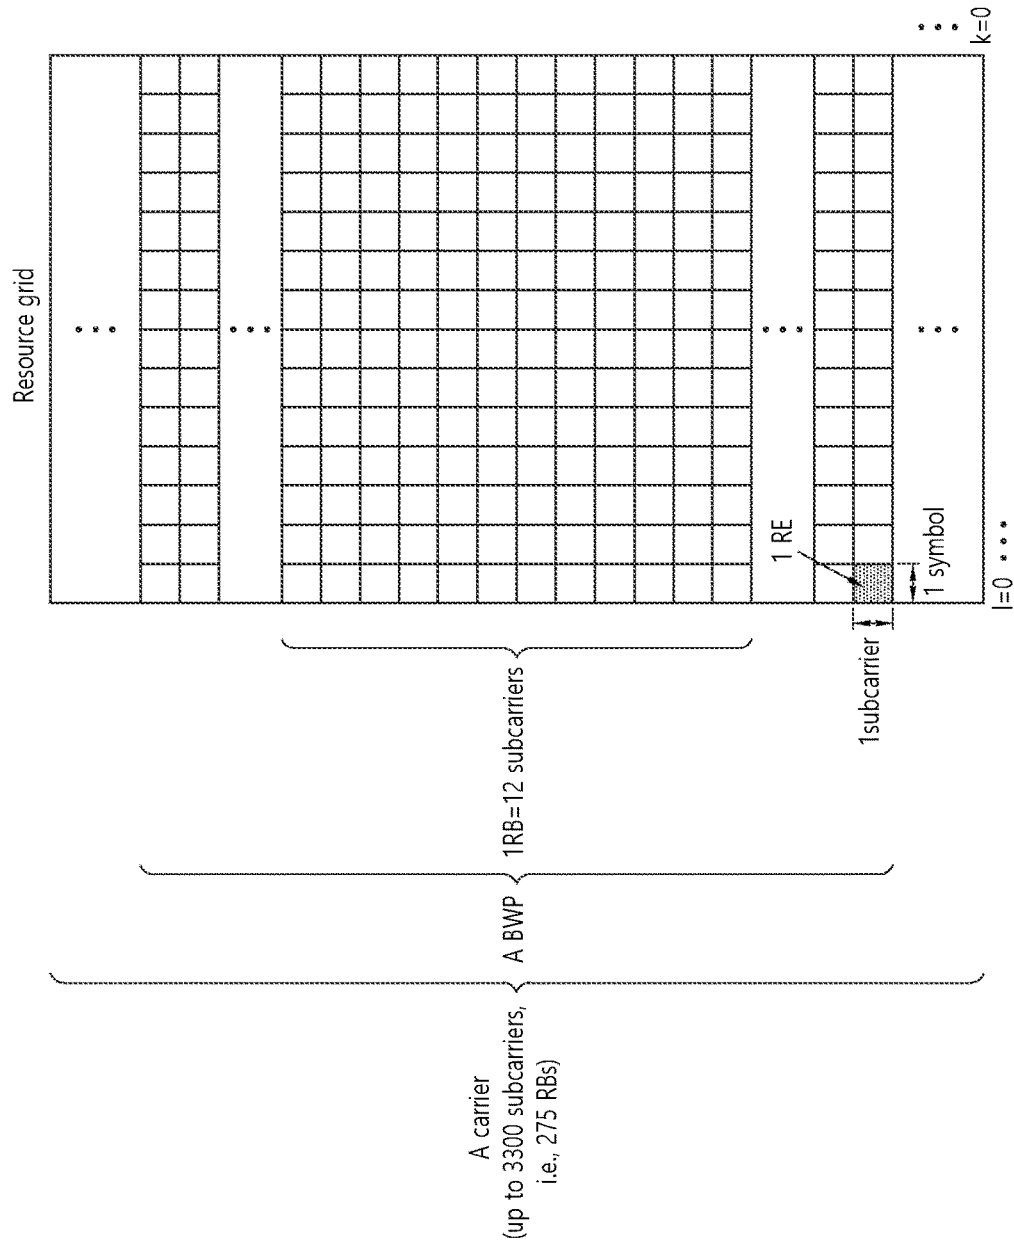 Resource grid
A carrier
(up to 3300 subcarriers,
i.e., 275 RBs)
A BWP
1RB=12 subcarriers
1subcarrier
1 RE
1 symbol
l=0
k=0